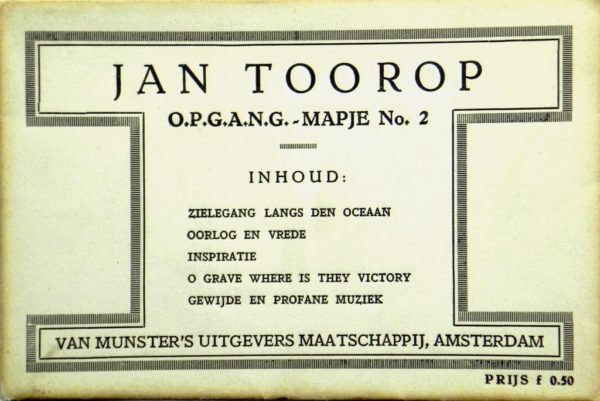 JAN TOOROP
O.P.G.A.N.G.-MAPJE No. 2
INHOUD:
ZIELEGANG LANGS DEN OCEAAN
OORLOG EN VREDE
INSPIRATIE
O GRAVE WHERE IS THEY VICTORY
GEWIJDE EN PROFANE MUZIEK
VAN MUNSTER'S UITGEVERS MAATSCHAPPIJ, AMSTERDAM
PRIJS f 0.50